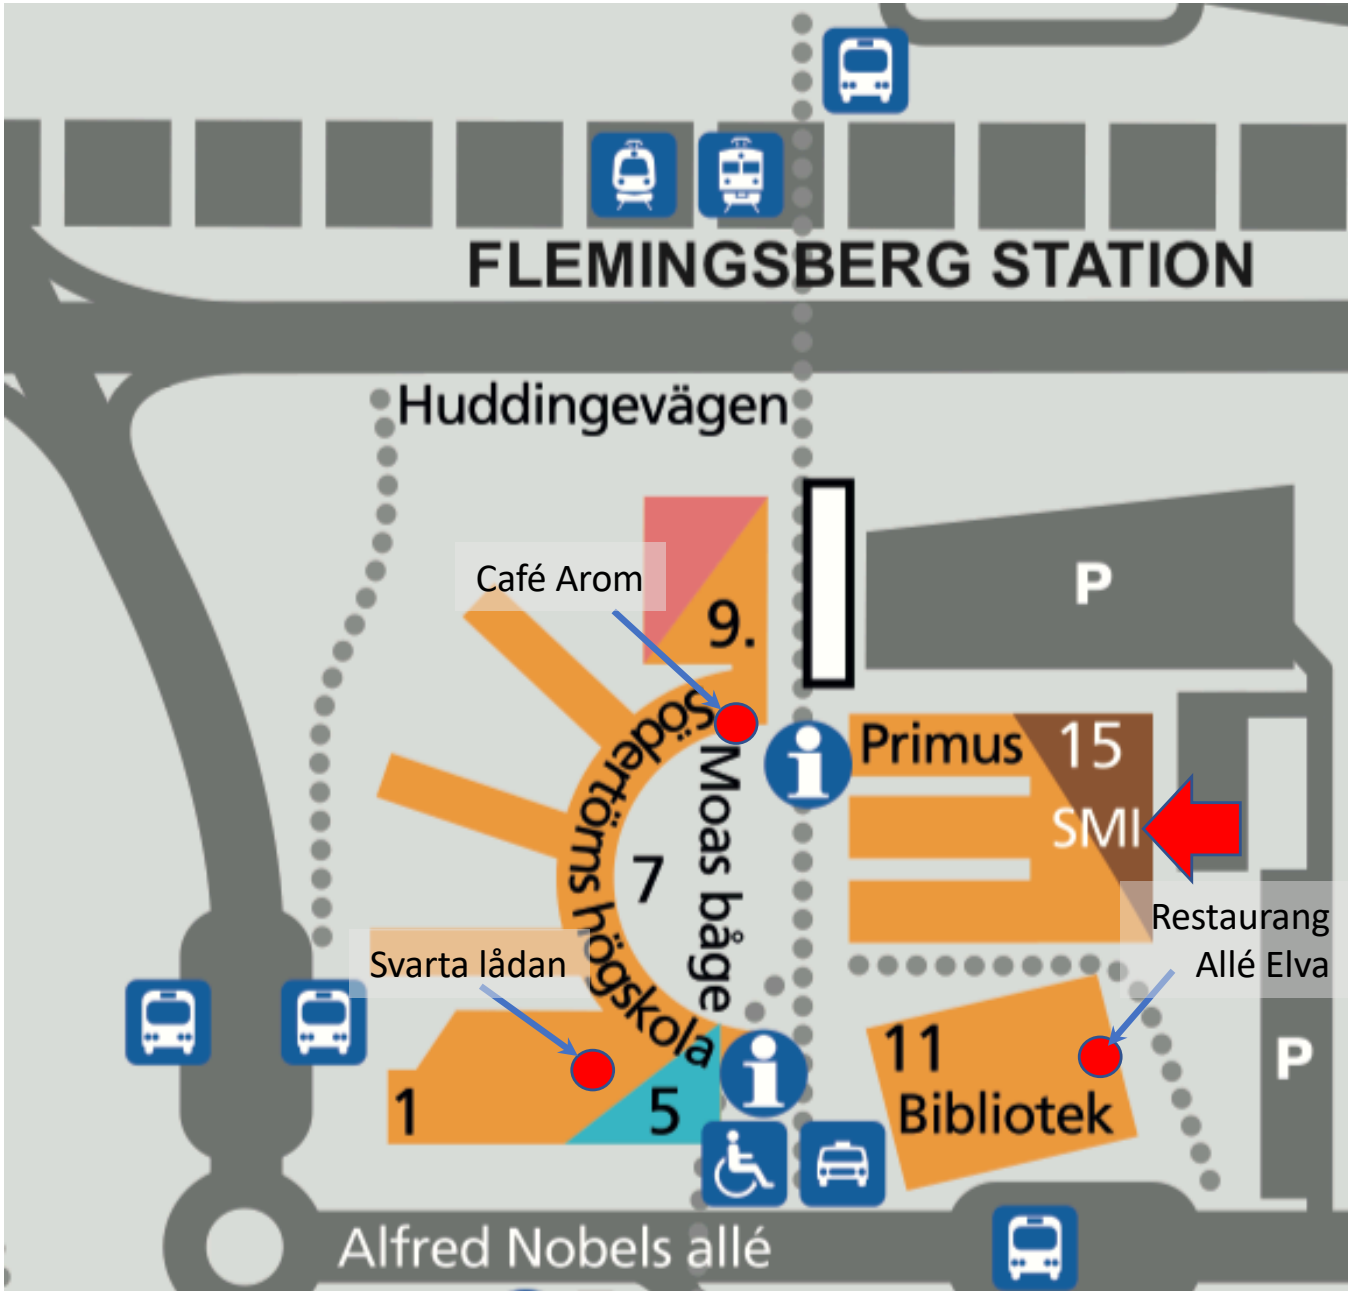 FLEMINGSBERG STATION
Huddingevägen
Café Arom
P
9.
Södertörns högskola
Moas båge
7
Primus
15
SMI
Restaurang
Allé Elva
Svarta lådan
1
5
11
Bibliotek
P
Alfred Nobels allé